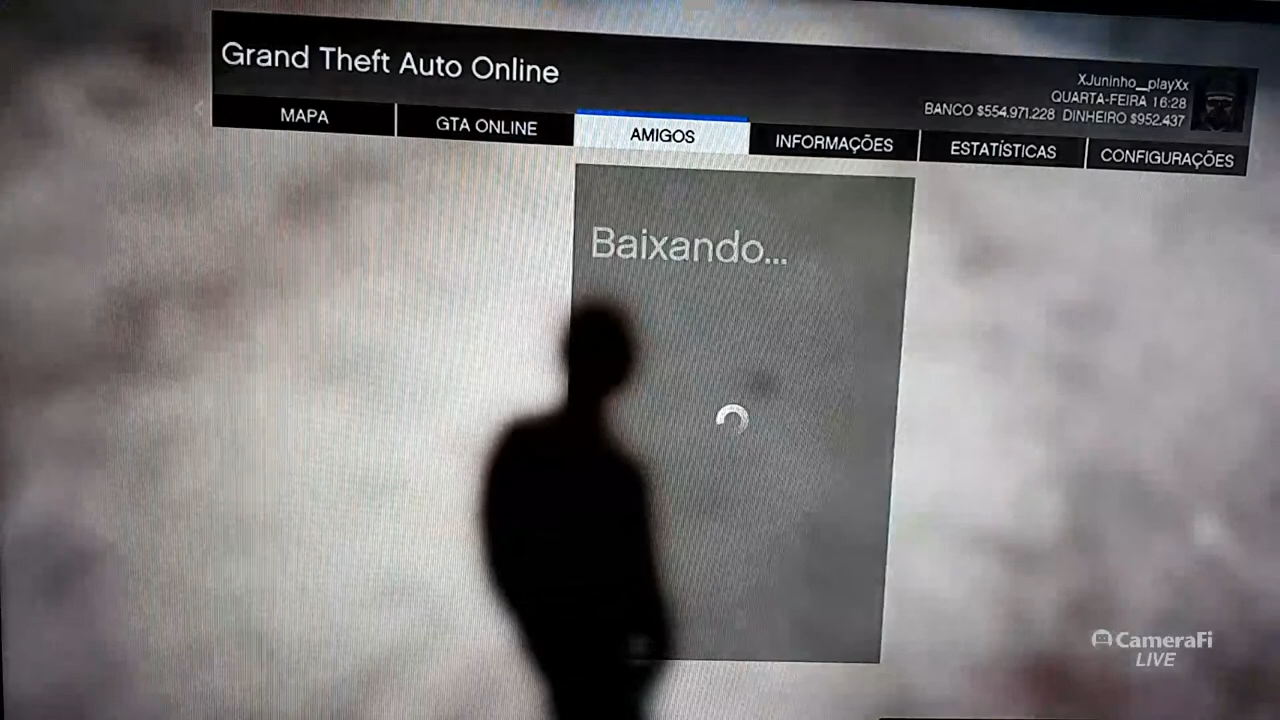 Grand Theft Auto Online
XJuninho_playXx
QUARTA-FEIRA 16:28
BANCO $554.971.228 DINHEIRO $952.437
MAPA
GTA ONLINE
AMIGOS
INFORMAÇÕES
ESTATÍSTICAS
CONFIGURAÇÕES
Baixando...
CameraFi
LIVE